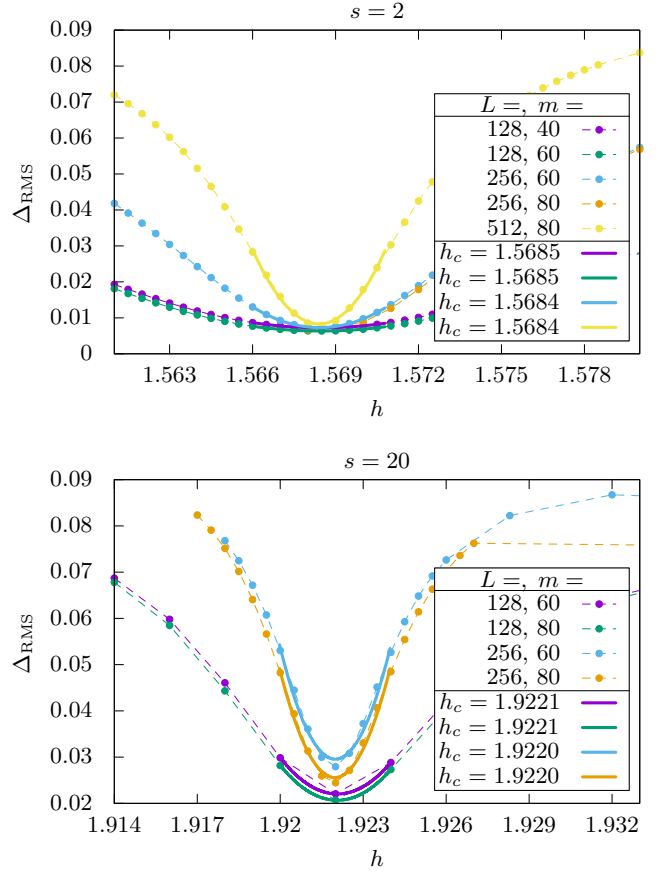 s = 2
0.09
0.08
0.07
0.06
0.05
0.04
0.03
0.02
0.01
0
Δ_RMS
L =, m =
128, 40
128, 60
256, 60
256, 80
512, 80
h_c = 1.5685
h_c = 1.5685
h_c = 1.5684
h_c = 1.5684
1.563 1.566 1.569 1.572 1.575 1.578
h
s = 20
0.09
0.08
0.07
0.06
0.05
0.04
0.03
0.02
Δ_RMS
L =, m =
128, 60
128, 80
256, 60
256, 80
h_c = 1.9221
h_c = 1.9221
h_c = 1.9220
h_c = 1.9220
1.914 1.917 1.92 1.923 1.926 1.929 1.932
h